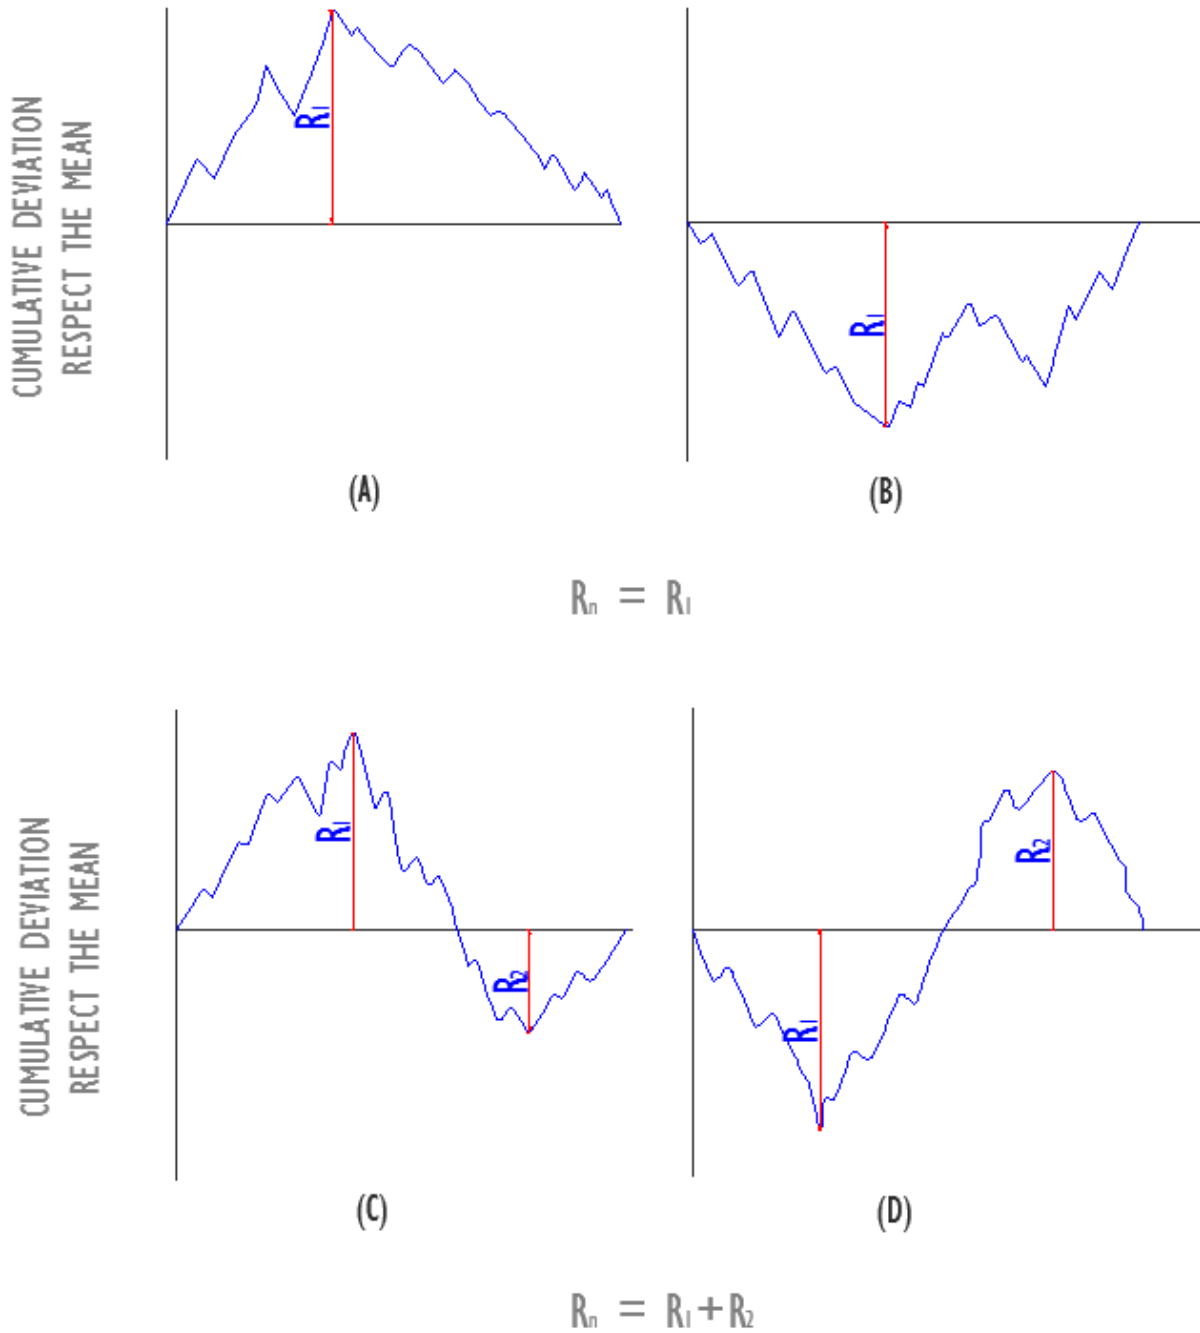 CUMULATIVE DEVIATION
RESPECT THE MEAN
R1
R1
(A)
(B)
Rn = R1
CUMULATIVE DEVIATION
RESPECT THE MEAN
R1
R2
R1
R2
(C)
(D)
Rn = R1+R2